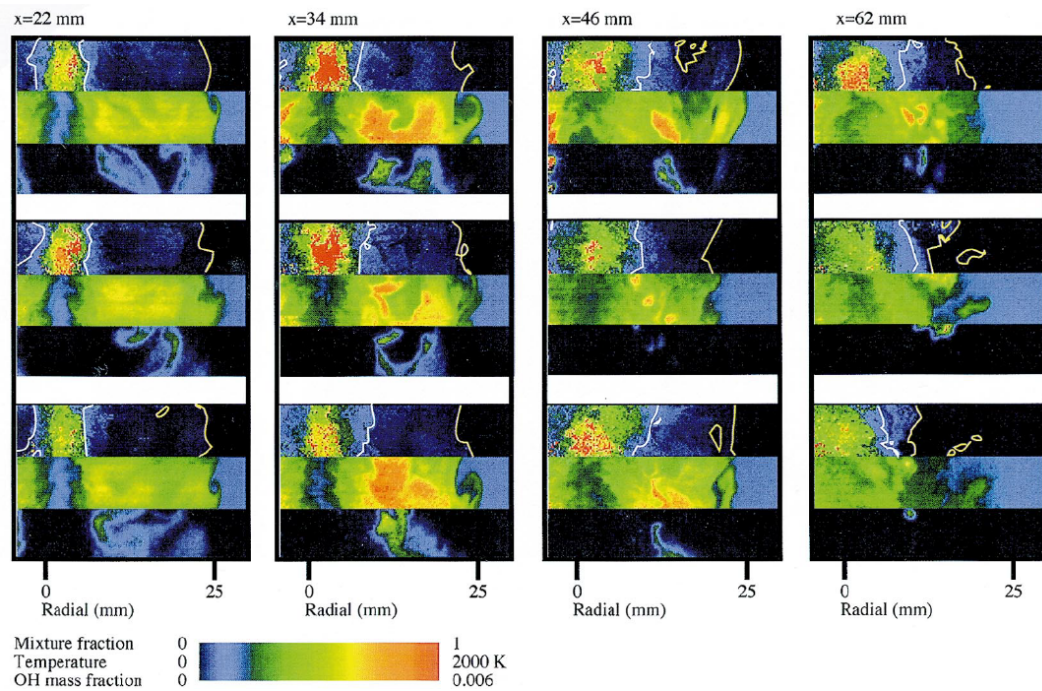 x=22 mm x=34 mm x=46 mm x=62 mm
0 25 0 25 0 25 0 25
Radial (mm) Radial (mm) Radial (mm) Radial (mm)
Mixture fraction 0 1
Temperature 0 2000 K
OH mass fraction 0 0.006